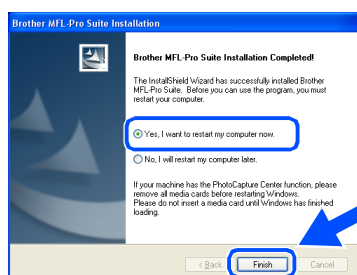 Brother MFL-Pro Suite Installation
Brother MFL-Pro Suite Installation Completed!
The InstallShield Wizard has successfully installed Brother
MFL-Pro Suite. Before you can use the program, you must
restart your computer.
Yes, I want to restart my computer now.
No, I will restart my computer later.
If your machine has the PhotoCapture Center function, please
remove all media cards before restarting Windows.
Please do not insert a media card until Windows has finished
loading.
< Back Finish Cancel